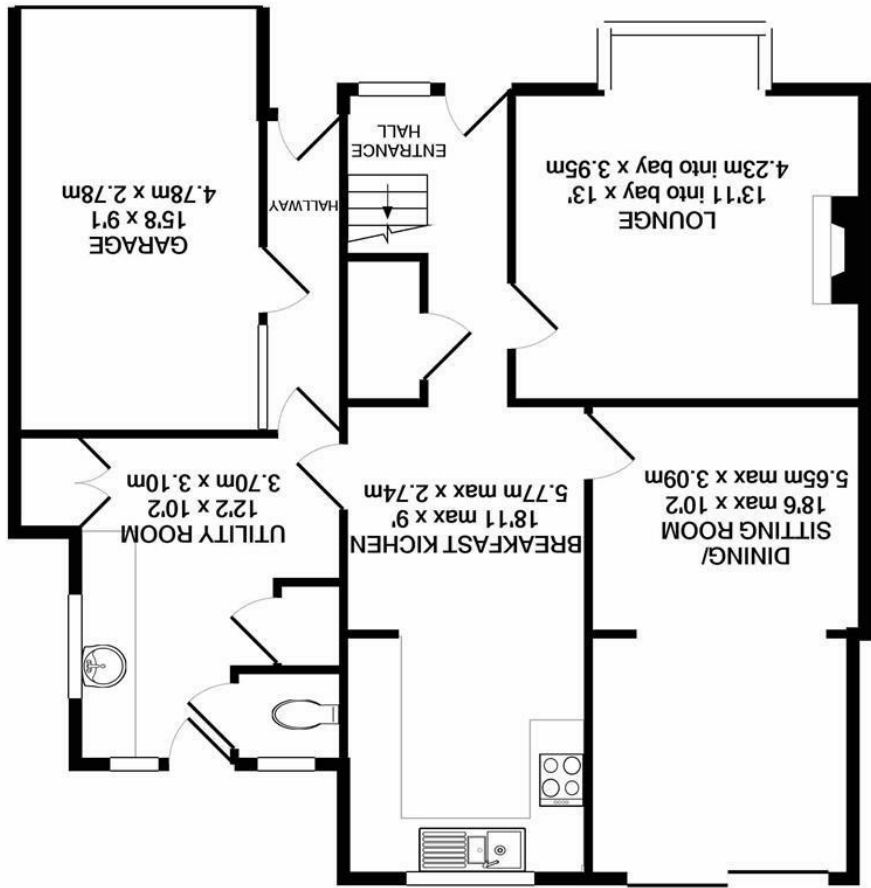 DINING/
SITTING ROOM
18'6 max x 10'2
5.65m max x 3.09m
BREAKFAST KICHEN
18'11 max x 9'
5.77m max x 2.74m
UTILITY ROOM
12'2 x 10'2
3.70m x 3.10m
LOUNGE
13'11 into bay x 13'
4.23m into bay x 3.95m
ENTRANCE
HALL
HALLWAY
GARAGE
15'8 x 9'1
4.78m x 2.78m